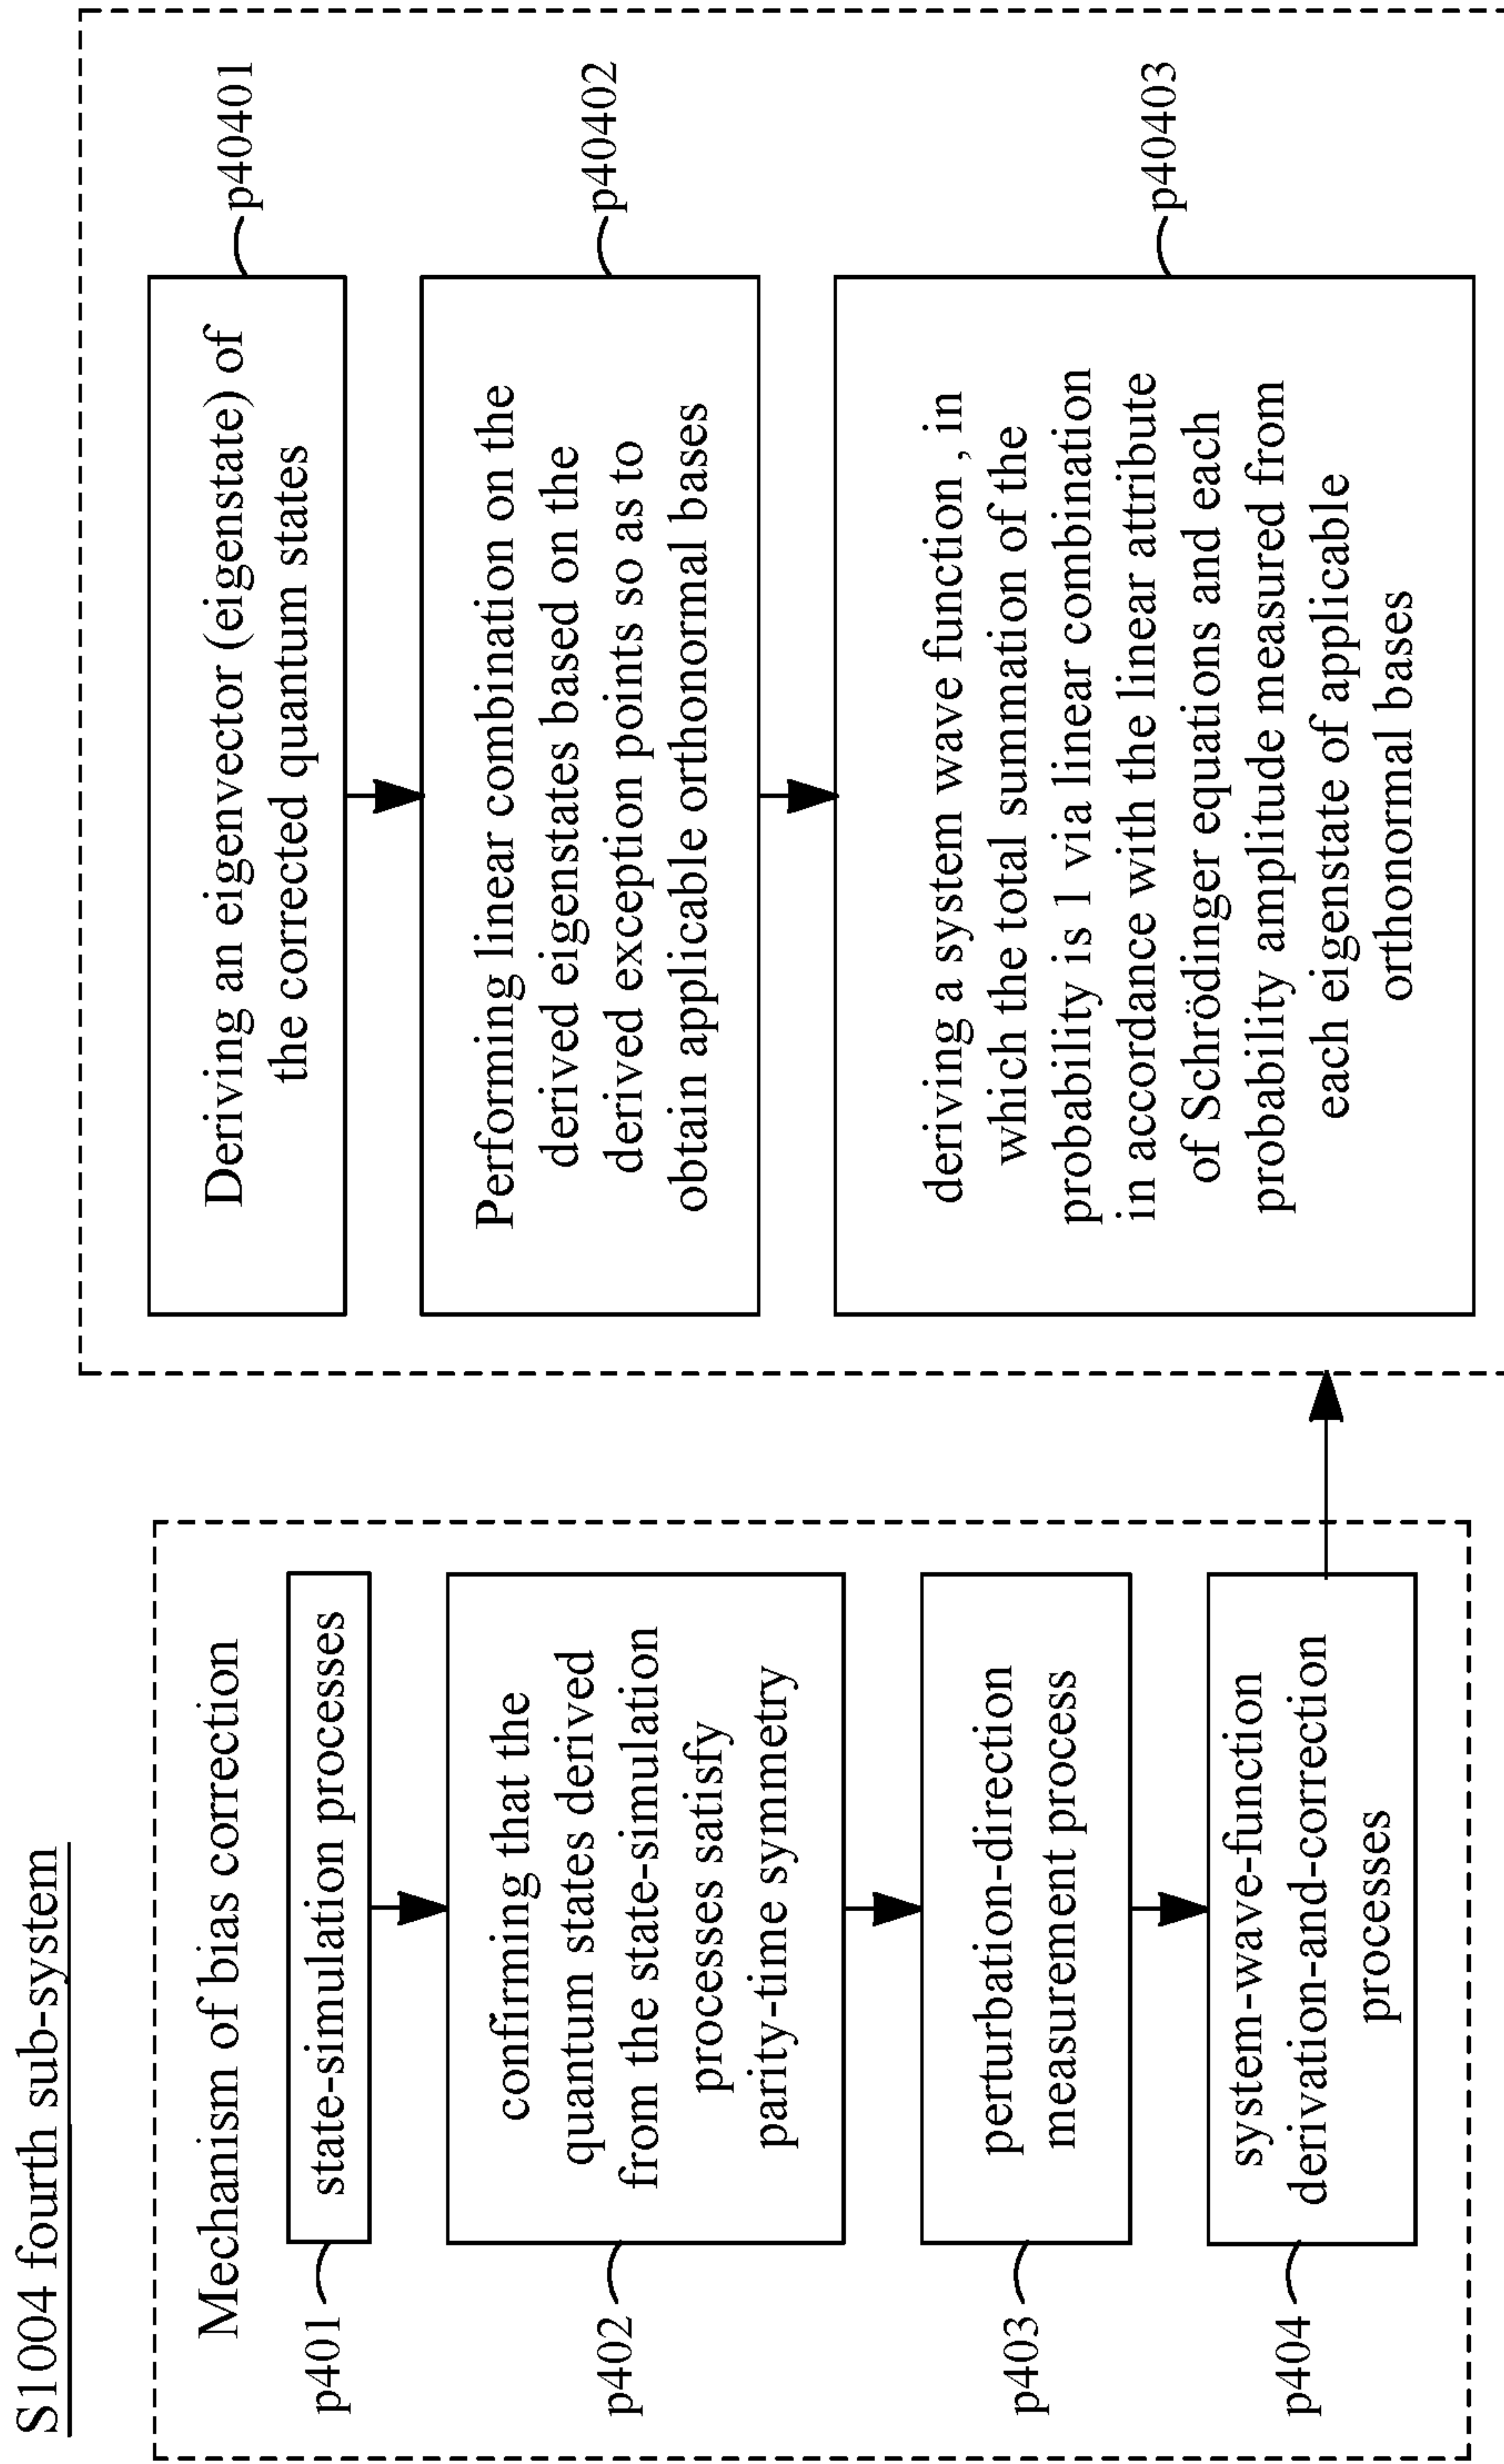 S1004 fourth sub-system
Mechanism of bias correction
p401
state-simulation processes
p402
confirming that the
quantum states derived
from the state-simulation
processes satisfy
parity-time symmetry
p403
perturbation-direction
measurement process
p404
system-wave-function
derivation-and-correction
processes
Deriving an eigenvector (eigenstate) of
the corrected quantum states
p40401
Performing linear combination on the
derived eigenstates based on the
derived exception points so as to
obtain applicable orthonormal bases
p40402
deriving a system wave function , in
which the total summation of the
probability is 1 via linear combination
in accordance with the linear attribute
of Schrödinger equations and each
probability amplitude measured from
each eigenstate of applicable
orthonormal bases
p40403